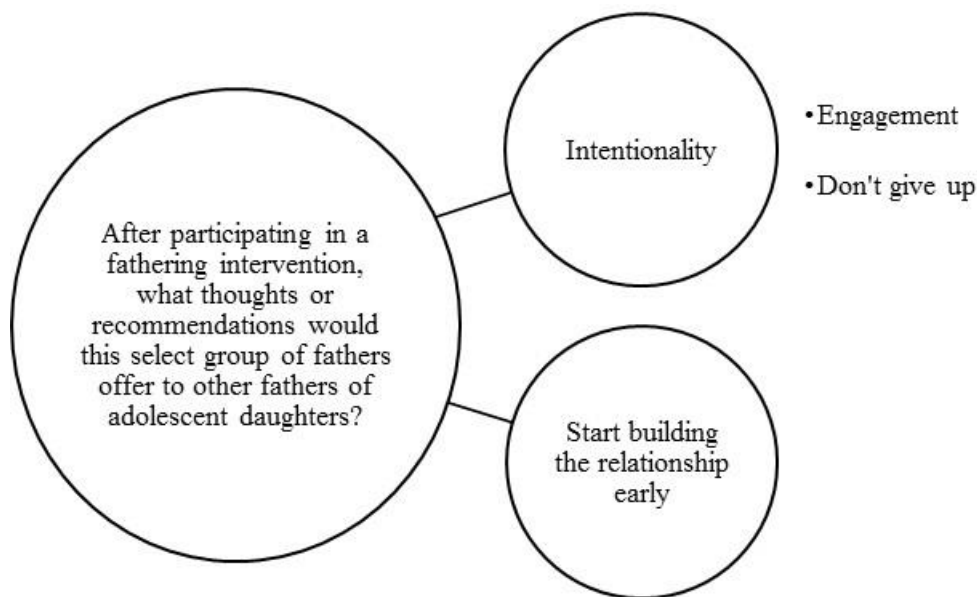 After participating in a
fathering intervention,
what thoughts or
recommendations would
this select group of fathers
offer to other fathers of
adolescent daughters?
Intentionality
•Engagement
•Don't give up
Start building
the relationship
early